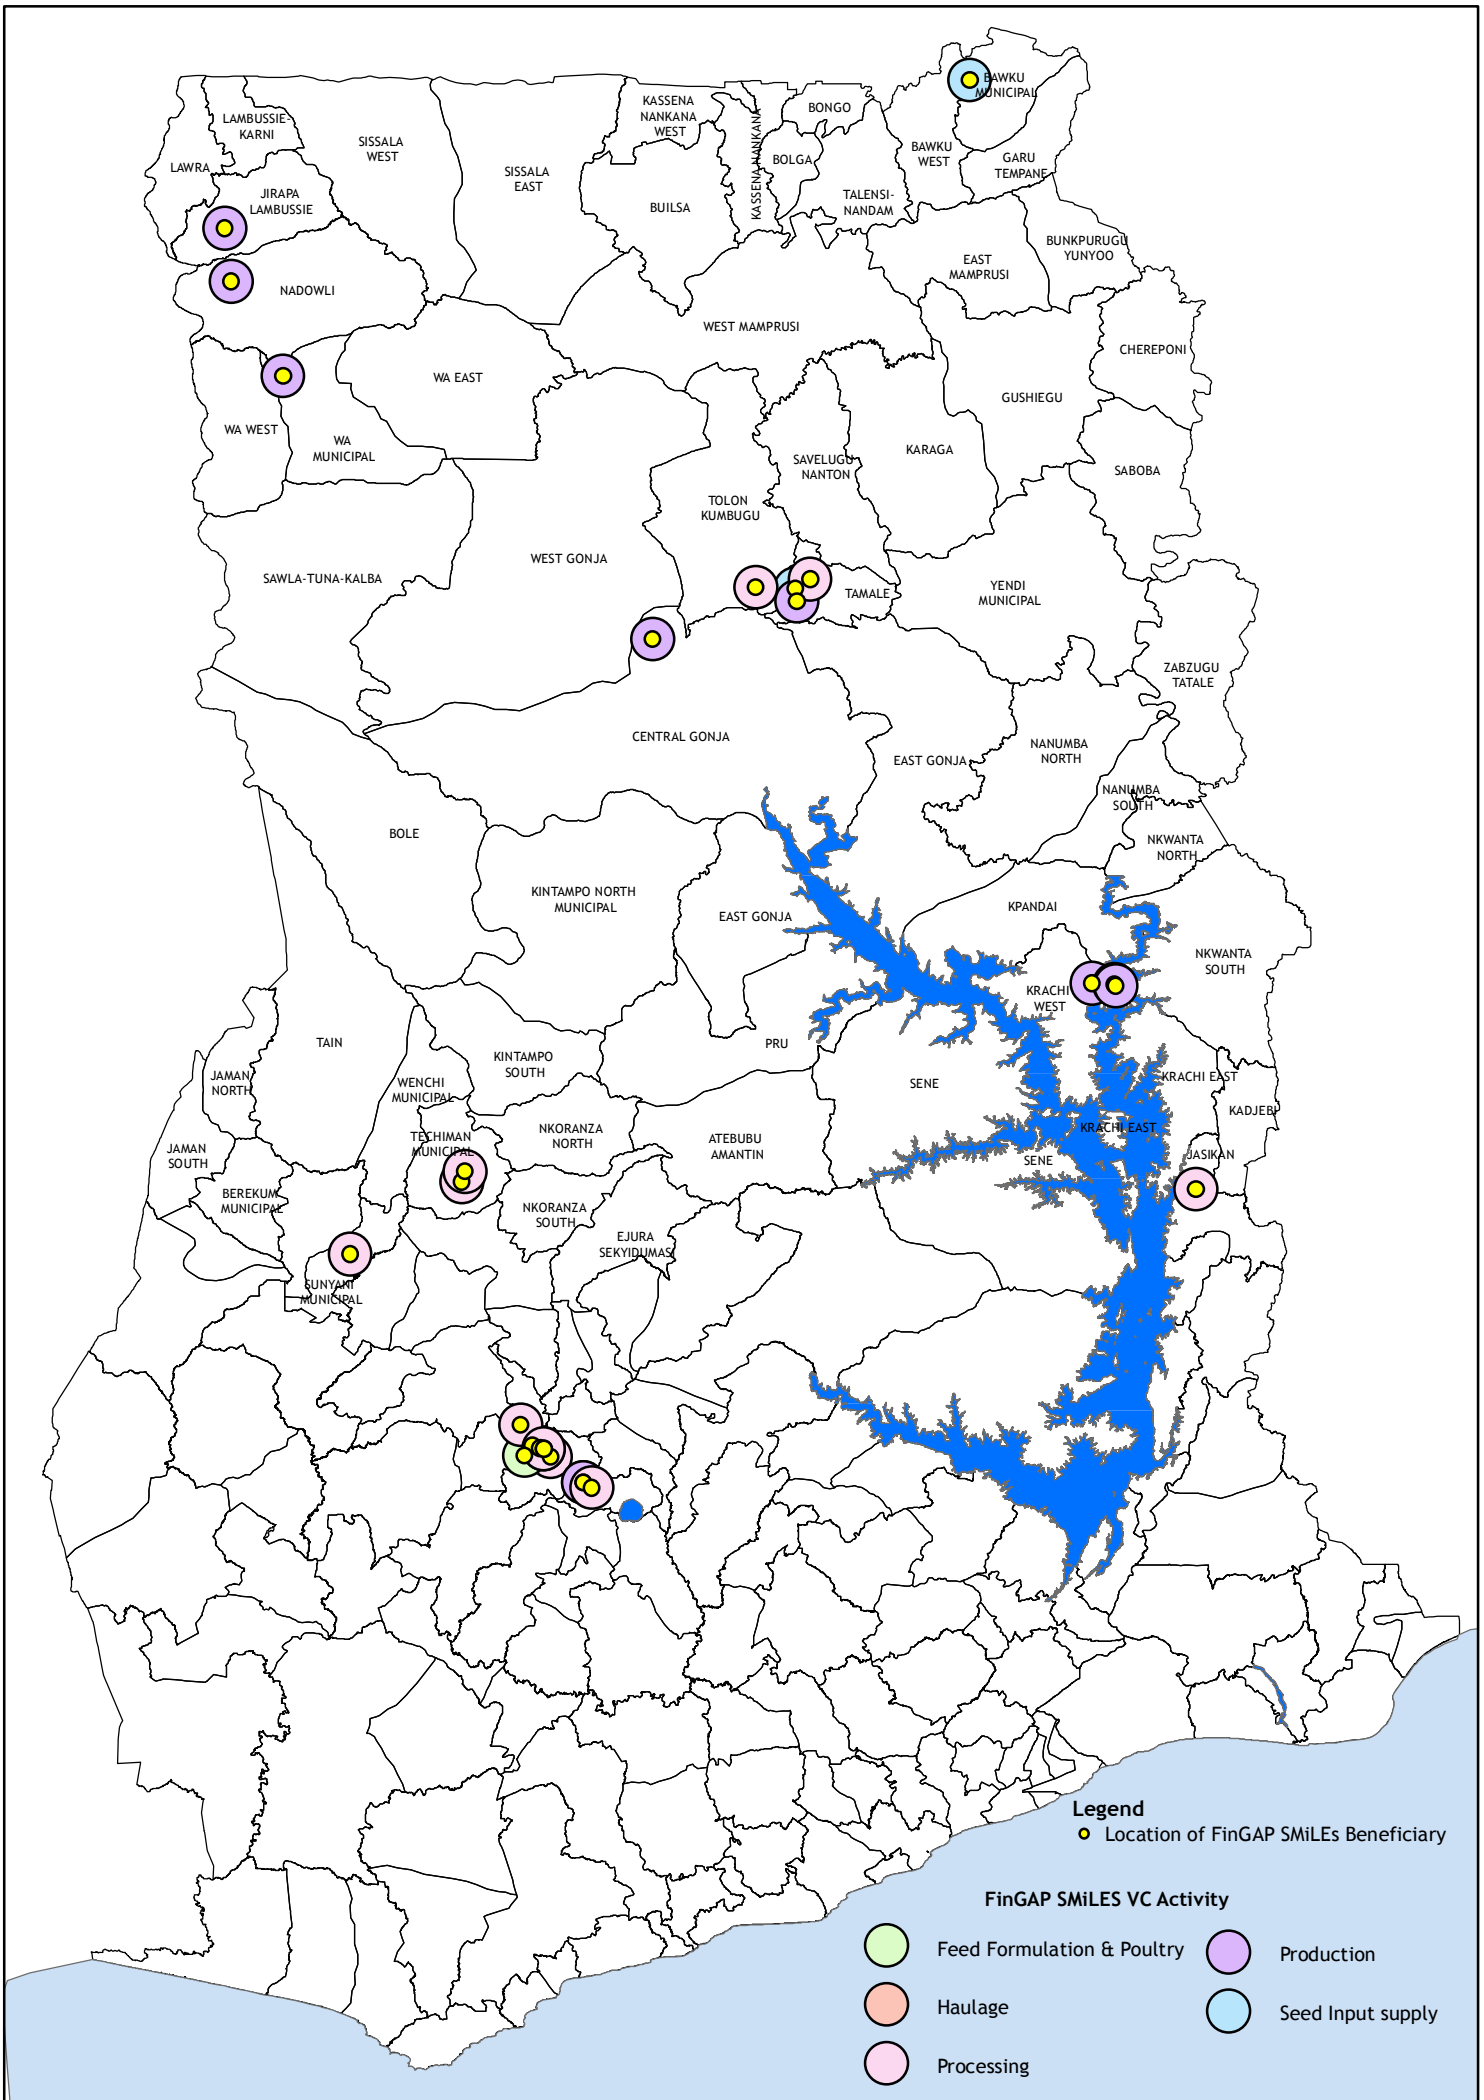 BAWKU
MUNICIPAL
KASSENA
NANKANA
WEST
BONGO
LAMBUSSIE-
KARNI
SISSALA
WEST
KASSENA NANKANA
BOLGA
BAWKU
WEST
GARU
TEMPANE
LAWRA
SISSALA
EAST
JIRAPA
LAMBUSSIE
BUILSA
TALENSI-
NANDAM
BUNKPURUGU
YUNYOO
EAST
MAMPRUSI
NADOWLI
WEST MAMPRUSI
CHEREPONI
WA EAST
GUSHIEGU
WA WEST
WA
MUNICIPAL
KARAGA
SAVELUGU
NANTON
SABOBA
TOLON
KUMBUGU
WEST GONJA
SAWLA-TUNA-KALBA
TAMALE
YENDI
MUNICIPAL
ZABZUGU
TATALE
CENTRAL GONJA
EAST GONJA
NANUMBA
NORTH
NANUMBA
SOUTH
BOLE
NKWANTA
NORTH
KINTAMPO NORTH
MUNICIPAL
EAST GONJA
KPANDAI
NKWANTA
SOUTH
KRACHI
WEST
TAIN
PRU
KINTAMPO
SOUTH
JAMAN
NORTH
WENCHI
MUNICIPAL
SENE
KRACHI EAST
KADJEBI
KRACHI EAST
TECHIMAN
MUNICIPAL
NKORANZA
NORTH
ATEBUBU
AMANTIN
JAMAN
SOUTH
SENE
JASIKAN
BEREKUM
MUNICIPAL
NKORANZA
SOUTH
EJURA
SEKYIDUMASI
SUNYANI
MUNICIPAL
Legend
Location of FinGAP SMiLEs Beneficiary
FinGAP SMiLES VC Activity
Feed Formulation & Poultry
Production
Haulage
Seed Input supply
Processing